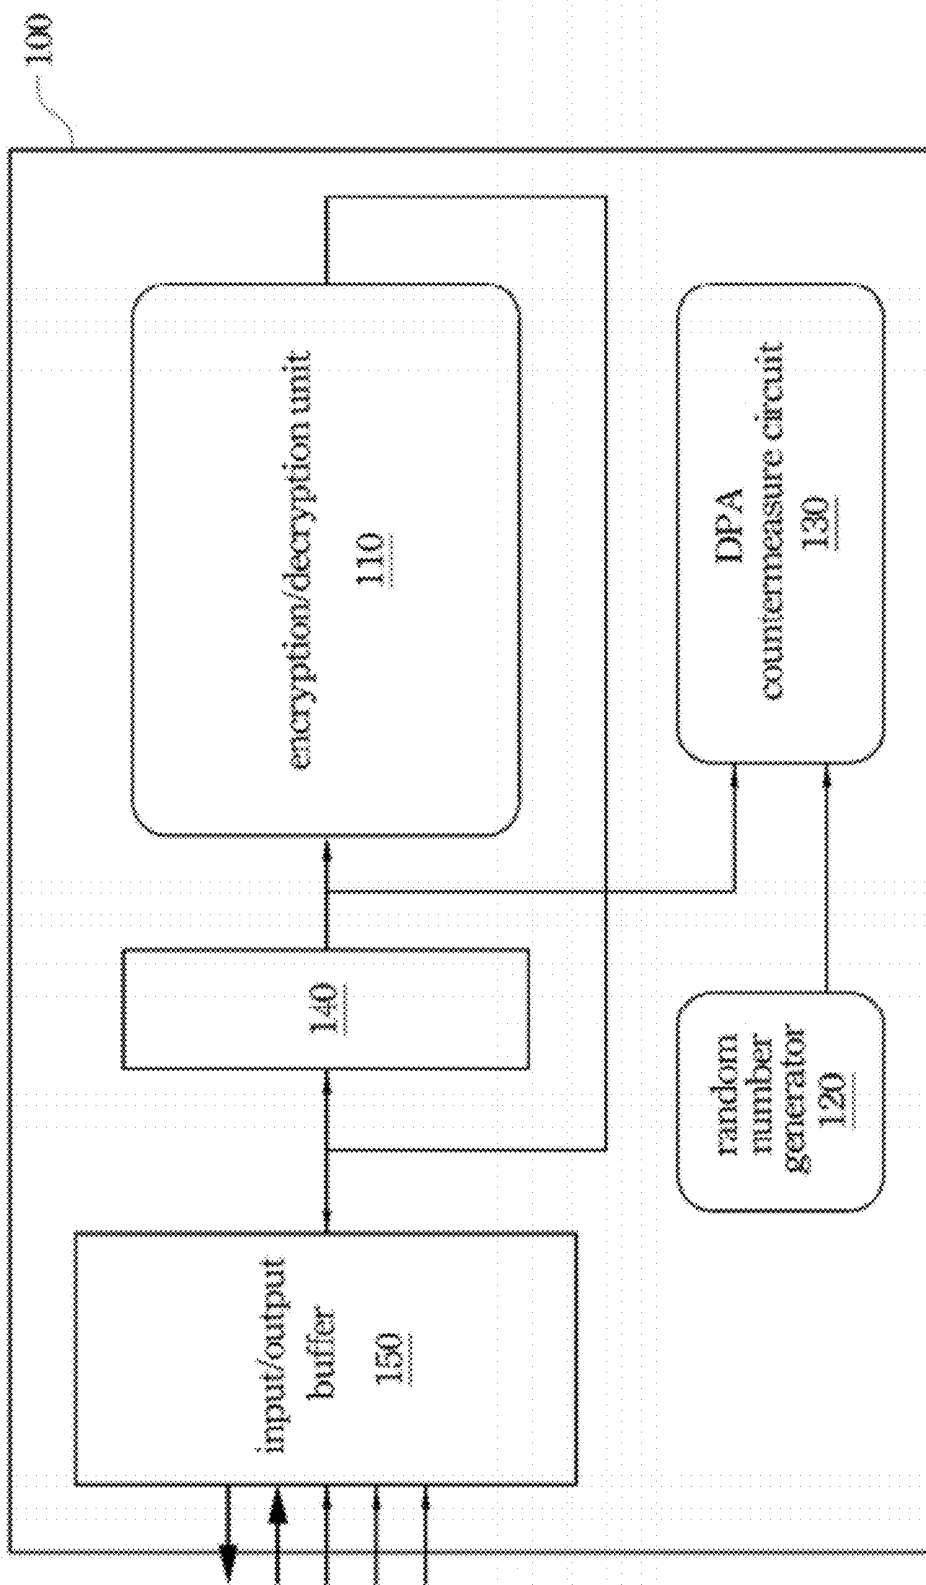 100
input/output
buffer
150
140
encryption/decryption unit
110
random
number
generator
120
DPA
countermeasure circuit
130